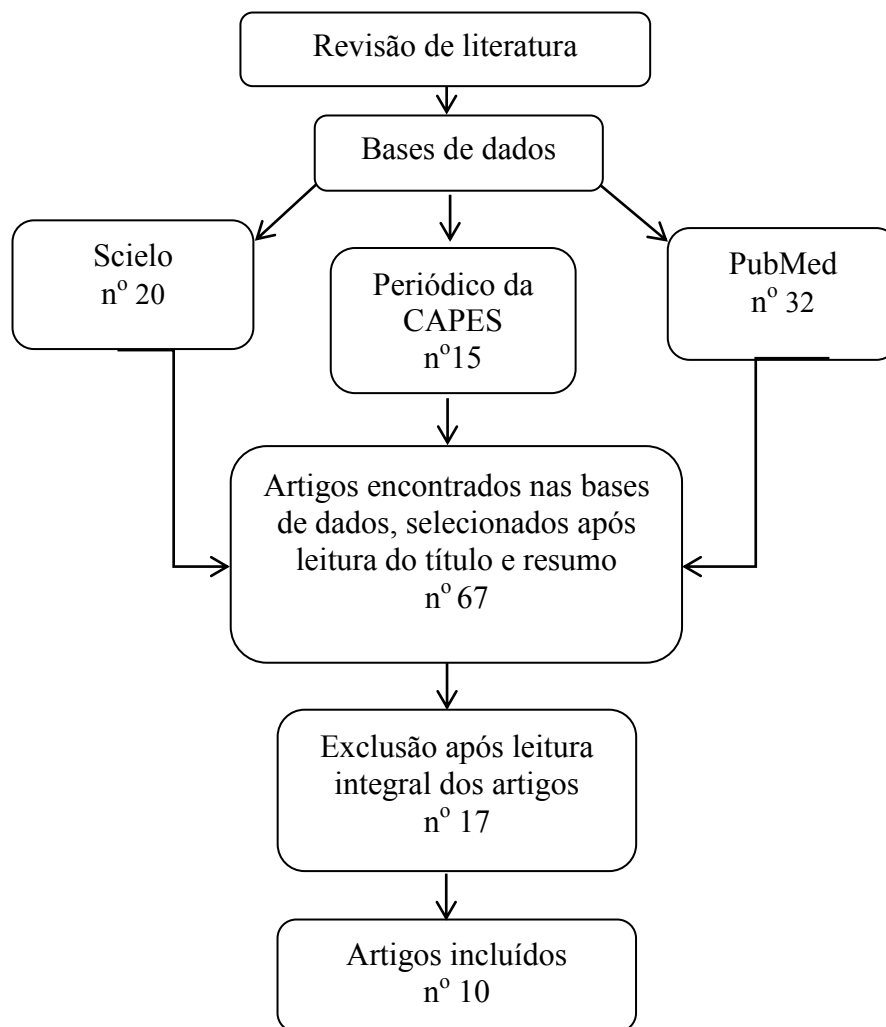 Revisão de literatura
Bases de dados
Scielo
nº 20
Periódico da
CAPES
nº15
PubMed
nº 32
Artigos encontrados nas bases
de dados, selecionados após
leitura do título e resumo
nº 67
Exclusão após leitura
integral dos artigos
nº 17
Artigos incluídos
nº 10